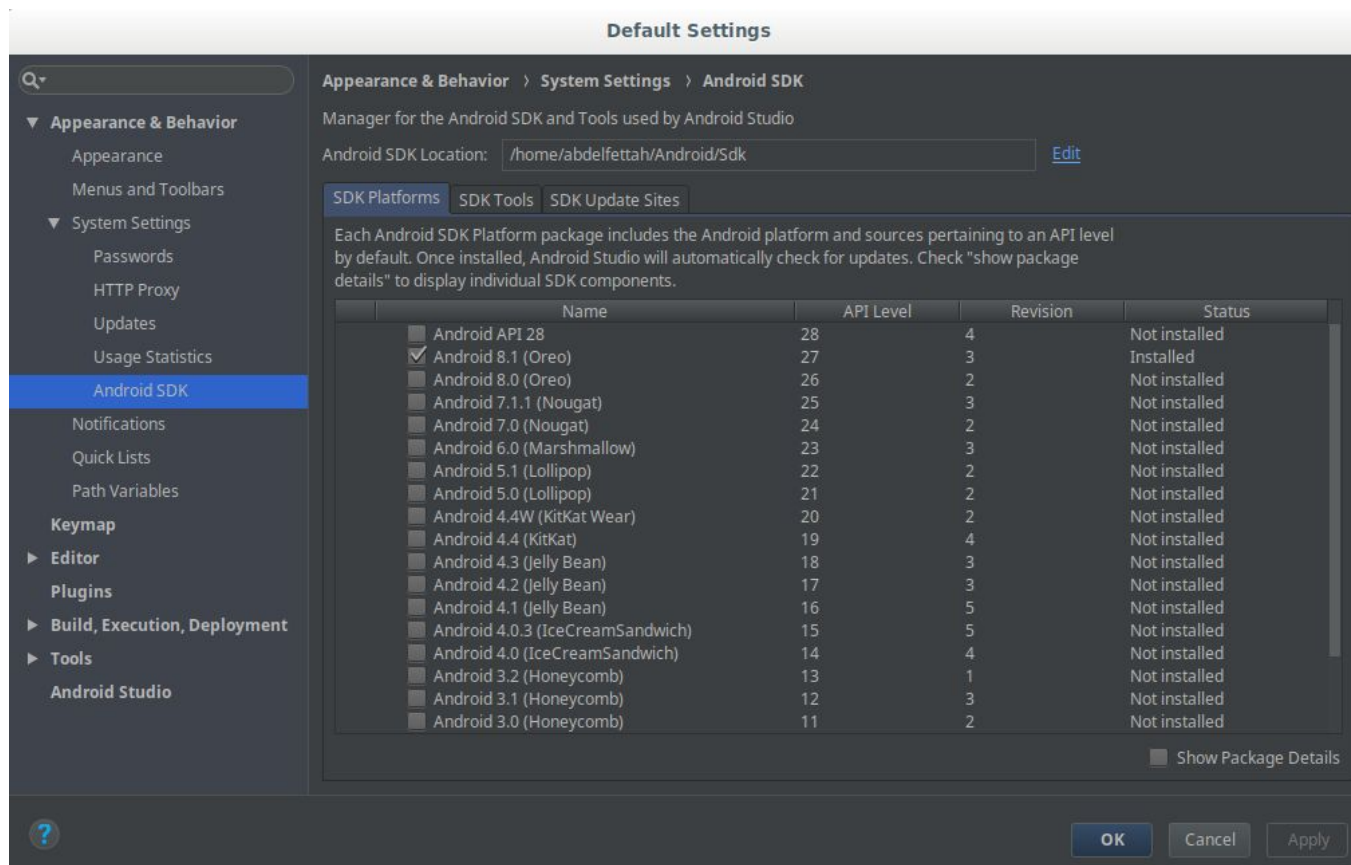 Default Settings
Appearance & Behavior
Appearance
Menus and Toolbars
System Settings
Passwords
HTTP Proxy
Updates
Usage Statistics
Android SDK
Notifications
Quick Lists
Path Variables
Keymap
Editor
Plugins
Build, Execution, Deployment
Tools
Android Studio
Appearance & Behavior 〉 System Settings 〉 Android SDK
Manager for the Android SDK and Tools used by Android Studio
Android SDK Location: /home/abdelfettah/Android/Sdk Edit
SDK Platforms SDK Tools SDK Update Sites
Each Android SDK Platform package includes the Android platform and sources pertaining to an API level
by default. Once installed, Android Studio will automatically check for updates. Check "show package
details" to display individual SDK components.
Name API Level Revision Status
Android API 28 28 4 Not installed
Android 8.1 (Oreo) 27 3 Installed
Android 8.0 (Oreo) 26 2 Not installed
Android 7.1.1 (Nougat) 25 3 Not installed
Android 7.0 (Nougat) 24 2 Not installed
Android 6.0 (Marshmallow) 23 3 Not installed
Android 5.1 (Lollipop) 22 2 Not installed
Android 5.0 (Lollipop) 21 2 Not installed
Android 4.4W (KitKat Wear) 20 2 Not installed
Android 4.4 (KitKat) 19 4 Not installed
Android 4.3 (Jelly Bean) 18 3 Not installed
Android 4.2 (Jelly Bean) 17 3 Not installed
Android 4.1 (Jelly Bean) 16 5 Not installed
Android 4.0.3 (IceCreamSandwich) 15 5 Not installed
Android 4.0 (IceCreamSandwich) 14 4 Not installed
Android 3.2 (Honeycomb) 13 1 Not installed
Android 3.1 (Honeycomb) 12 3 Not installed
Android 3.0 (Honeycomb) 11 2 Not installed
Show Package Details
? OK Cancel Apply